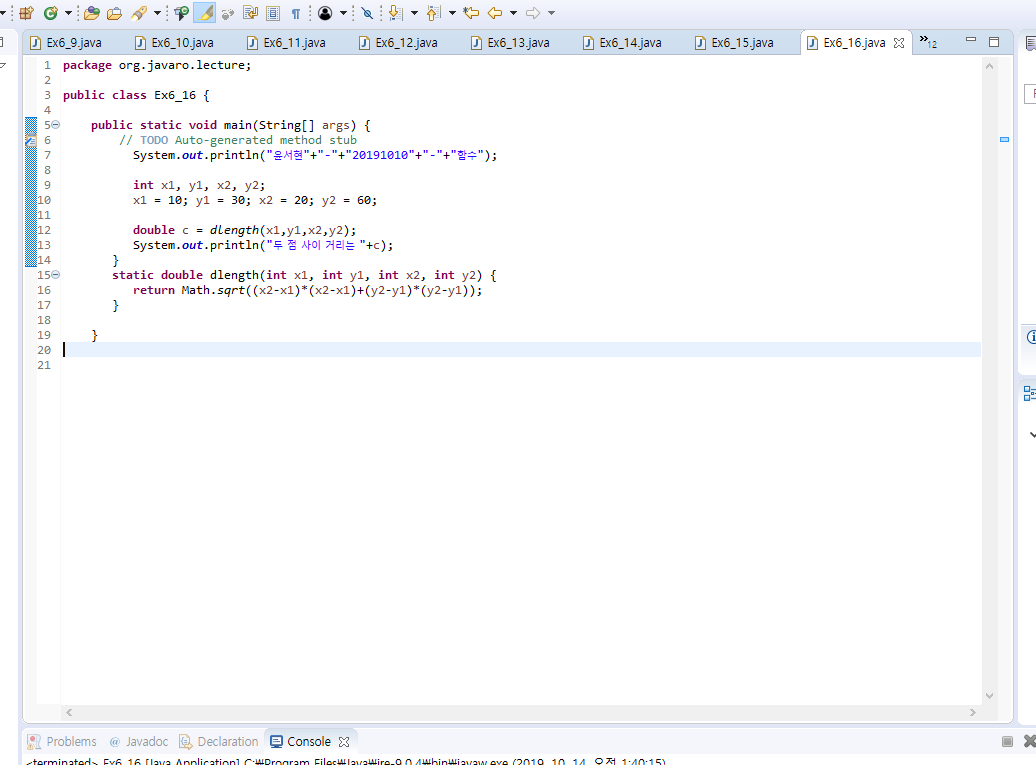 Ex6_9.java Ex6_10.java Ex6_11.java Ex6_12.java Ex6_13.java Ex6_14.java Ex6_15.java Ex6_16.java »12
1 package org.javaro.lecture;
2
3 public class Ex6_16 {
4
5 public static void main(String[] args) {
6 // TODO Auto-generated method stub
7 System.out.println("윤서현"+"-"+"20191010"+"-"+"함수");
8
9 int x1, y1, x2, y2;
10 x1 = 10; y1 = 30; x2 = 20; y2 = 60;
11
12 double c = dlength(x1,y1,x2,y2);
13 System.out.println("두 점 사이 거리는 "+c);
14 }
15 static double dlength(int x1, int y1, int x2, int y2) {
16 return Math.sqrt((x2-x1)*(x2-x1)+(y2-y1)*(y2-y1));
17 }
18
19 }
20
21
Problems @ Javadoc Declaration Console
<terminated> Ex6_16 [Java Application] C:₩Program Files₩Java₩jre-9.0.4₩bin₩javaw.exe (2019. 10. 14. 오전 1:40:15)